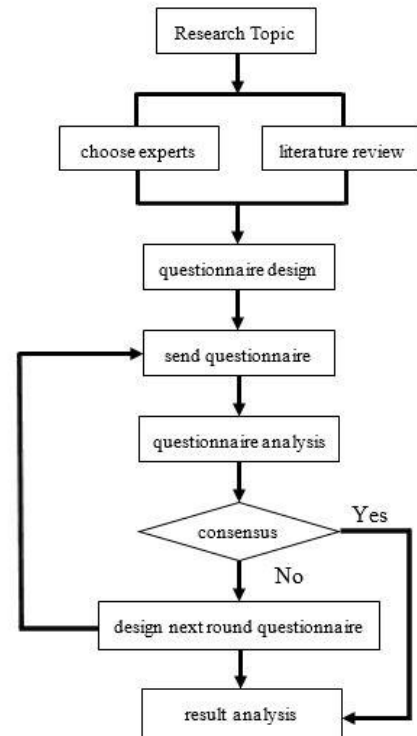 Research Topic
choose experts
literature review
questionnaire design
send questionnaire
questionnaire analysis
consensus
Yes
No
design next round questionnaire
result analysis